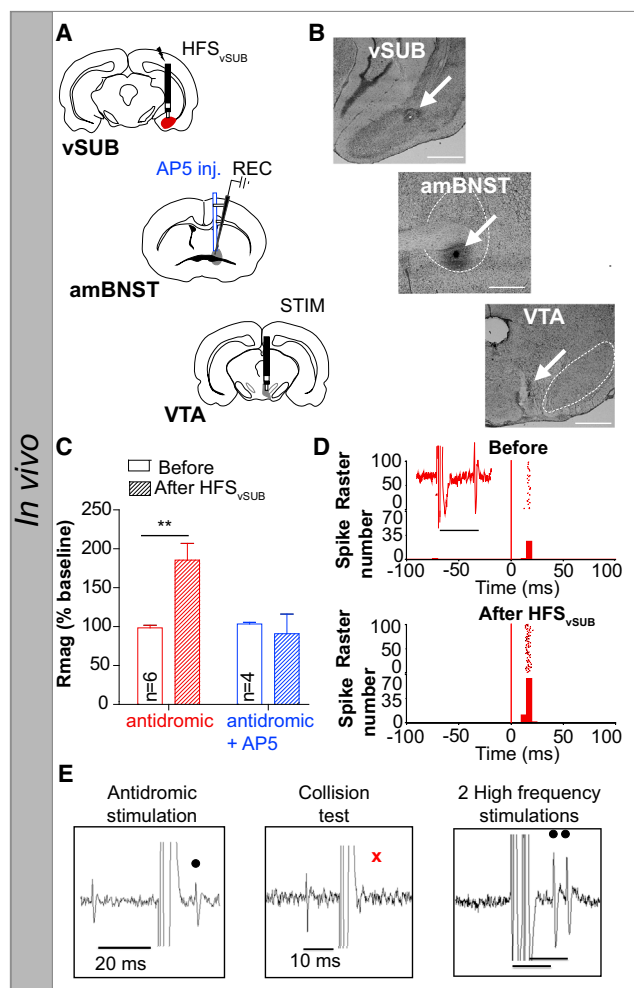 In vivo
A
HFSvSUB
vSUB
AP5 inj.
REC
amBNST
STIM
VTA
B
vSUB
amBNST
VTA
C
Before
After HFSvSUB
Rmag (% baseline)
250
200
150
100
50
0
**
n=6
n=4
antidromic
antidromic
+ AP5
D
Before
Raster
100
50
0
Spike
number
70
35
0
-100
-50
0
50
100
Time (ms)
After HFSvSUB
Raster
100
50
0
Spike
number
70
35
0
-100
-50
0
50
100
Time (ms)
E
Antidromic
stimulation
20 ms
Collision
test
x
10 ms
2 High frequency
stimulations